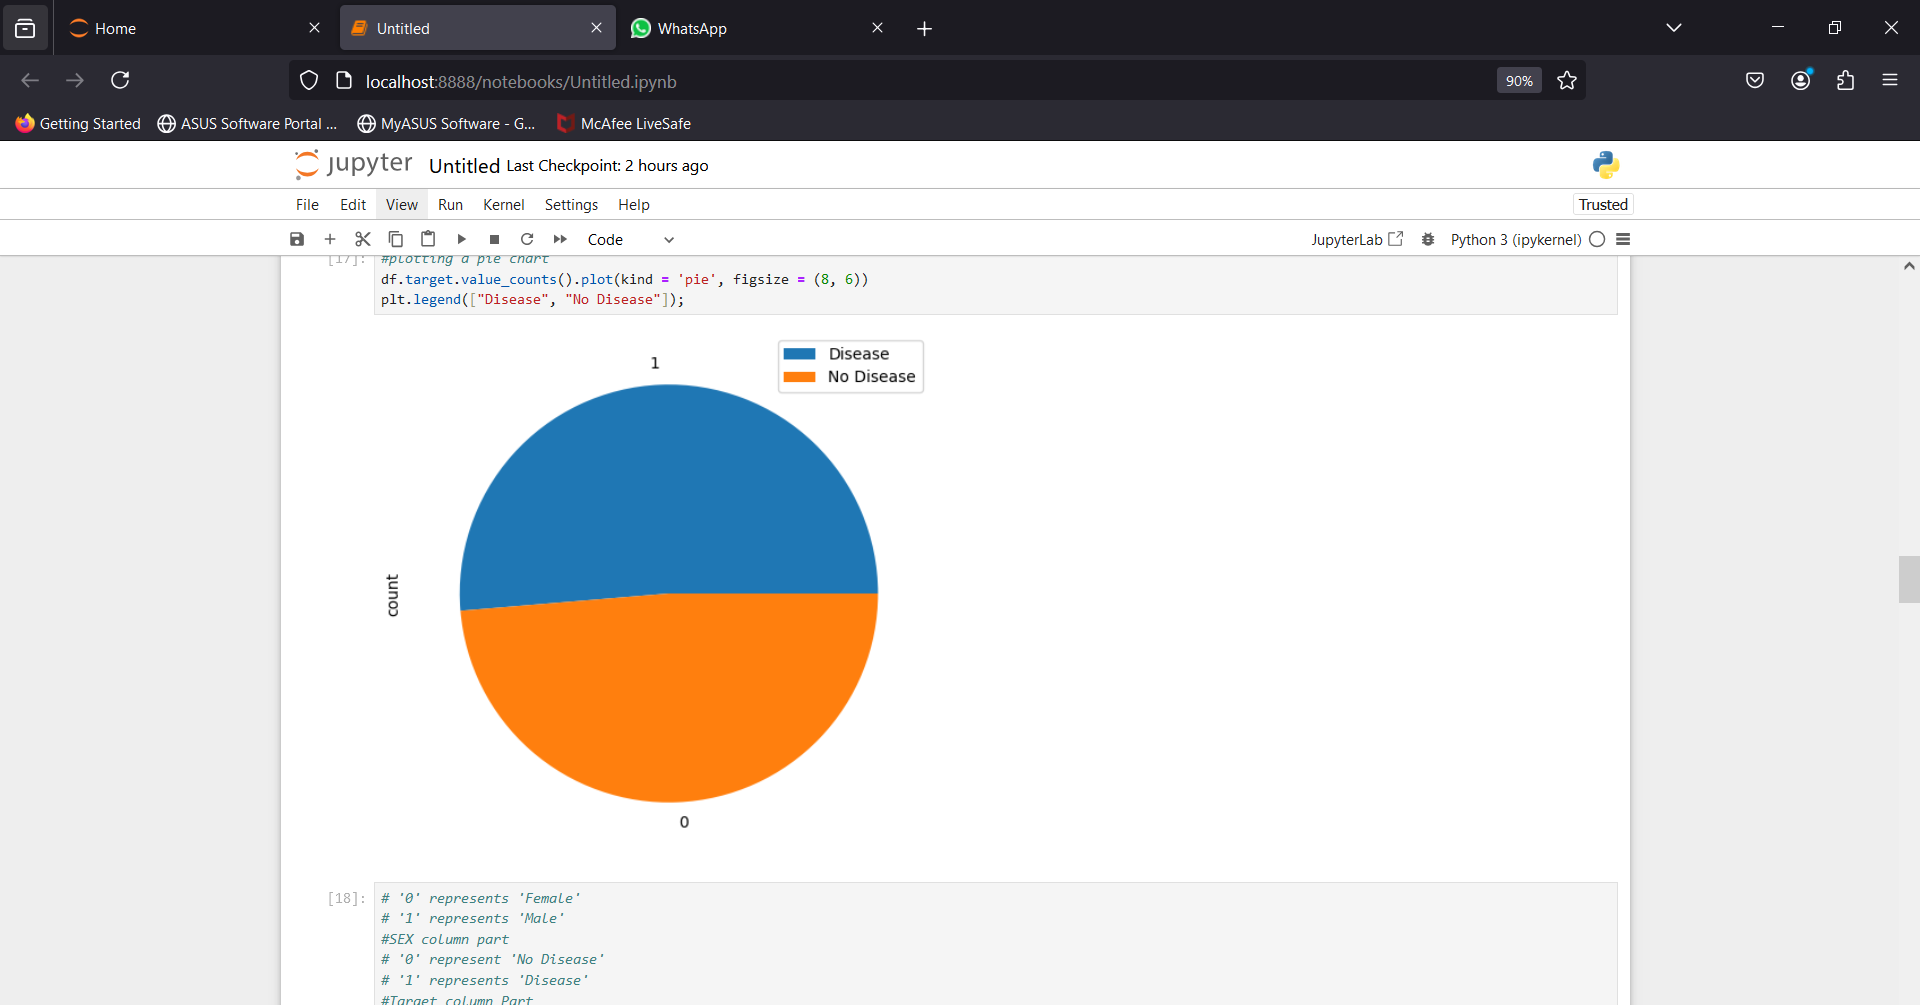 Home
Untitled
WhatsApp
localhost:8888/notebooks/Untitled.ipynb
90%
Getting Started
ASUS Software Portal ...
MyASUS Software - G...
McAfee LiveSafe
jupyter
Untitled Last Checkpoint: 2 hours ago
File Edit View Run Kernel Settings Help
Trusted
Code
JupyterLab
Python 3 (ipykernel)
[17]: #plotting a pie chart
df.target.value_counts().plot(kind = 'pie', figsize = (8, 6))
plt.legend(["Disease", "No Disease"]);
Disease
No Disease
1
count
0
[18]: # '0' represents 'Female'
# '1' represents 'Male'
#SEX column part
# '0' represent 'No Disease'
# '1' represents 'Disease'
#Target column Part